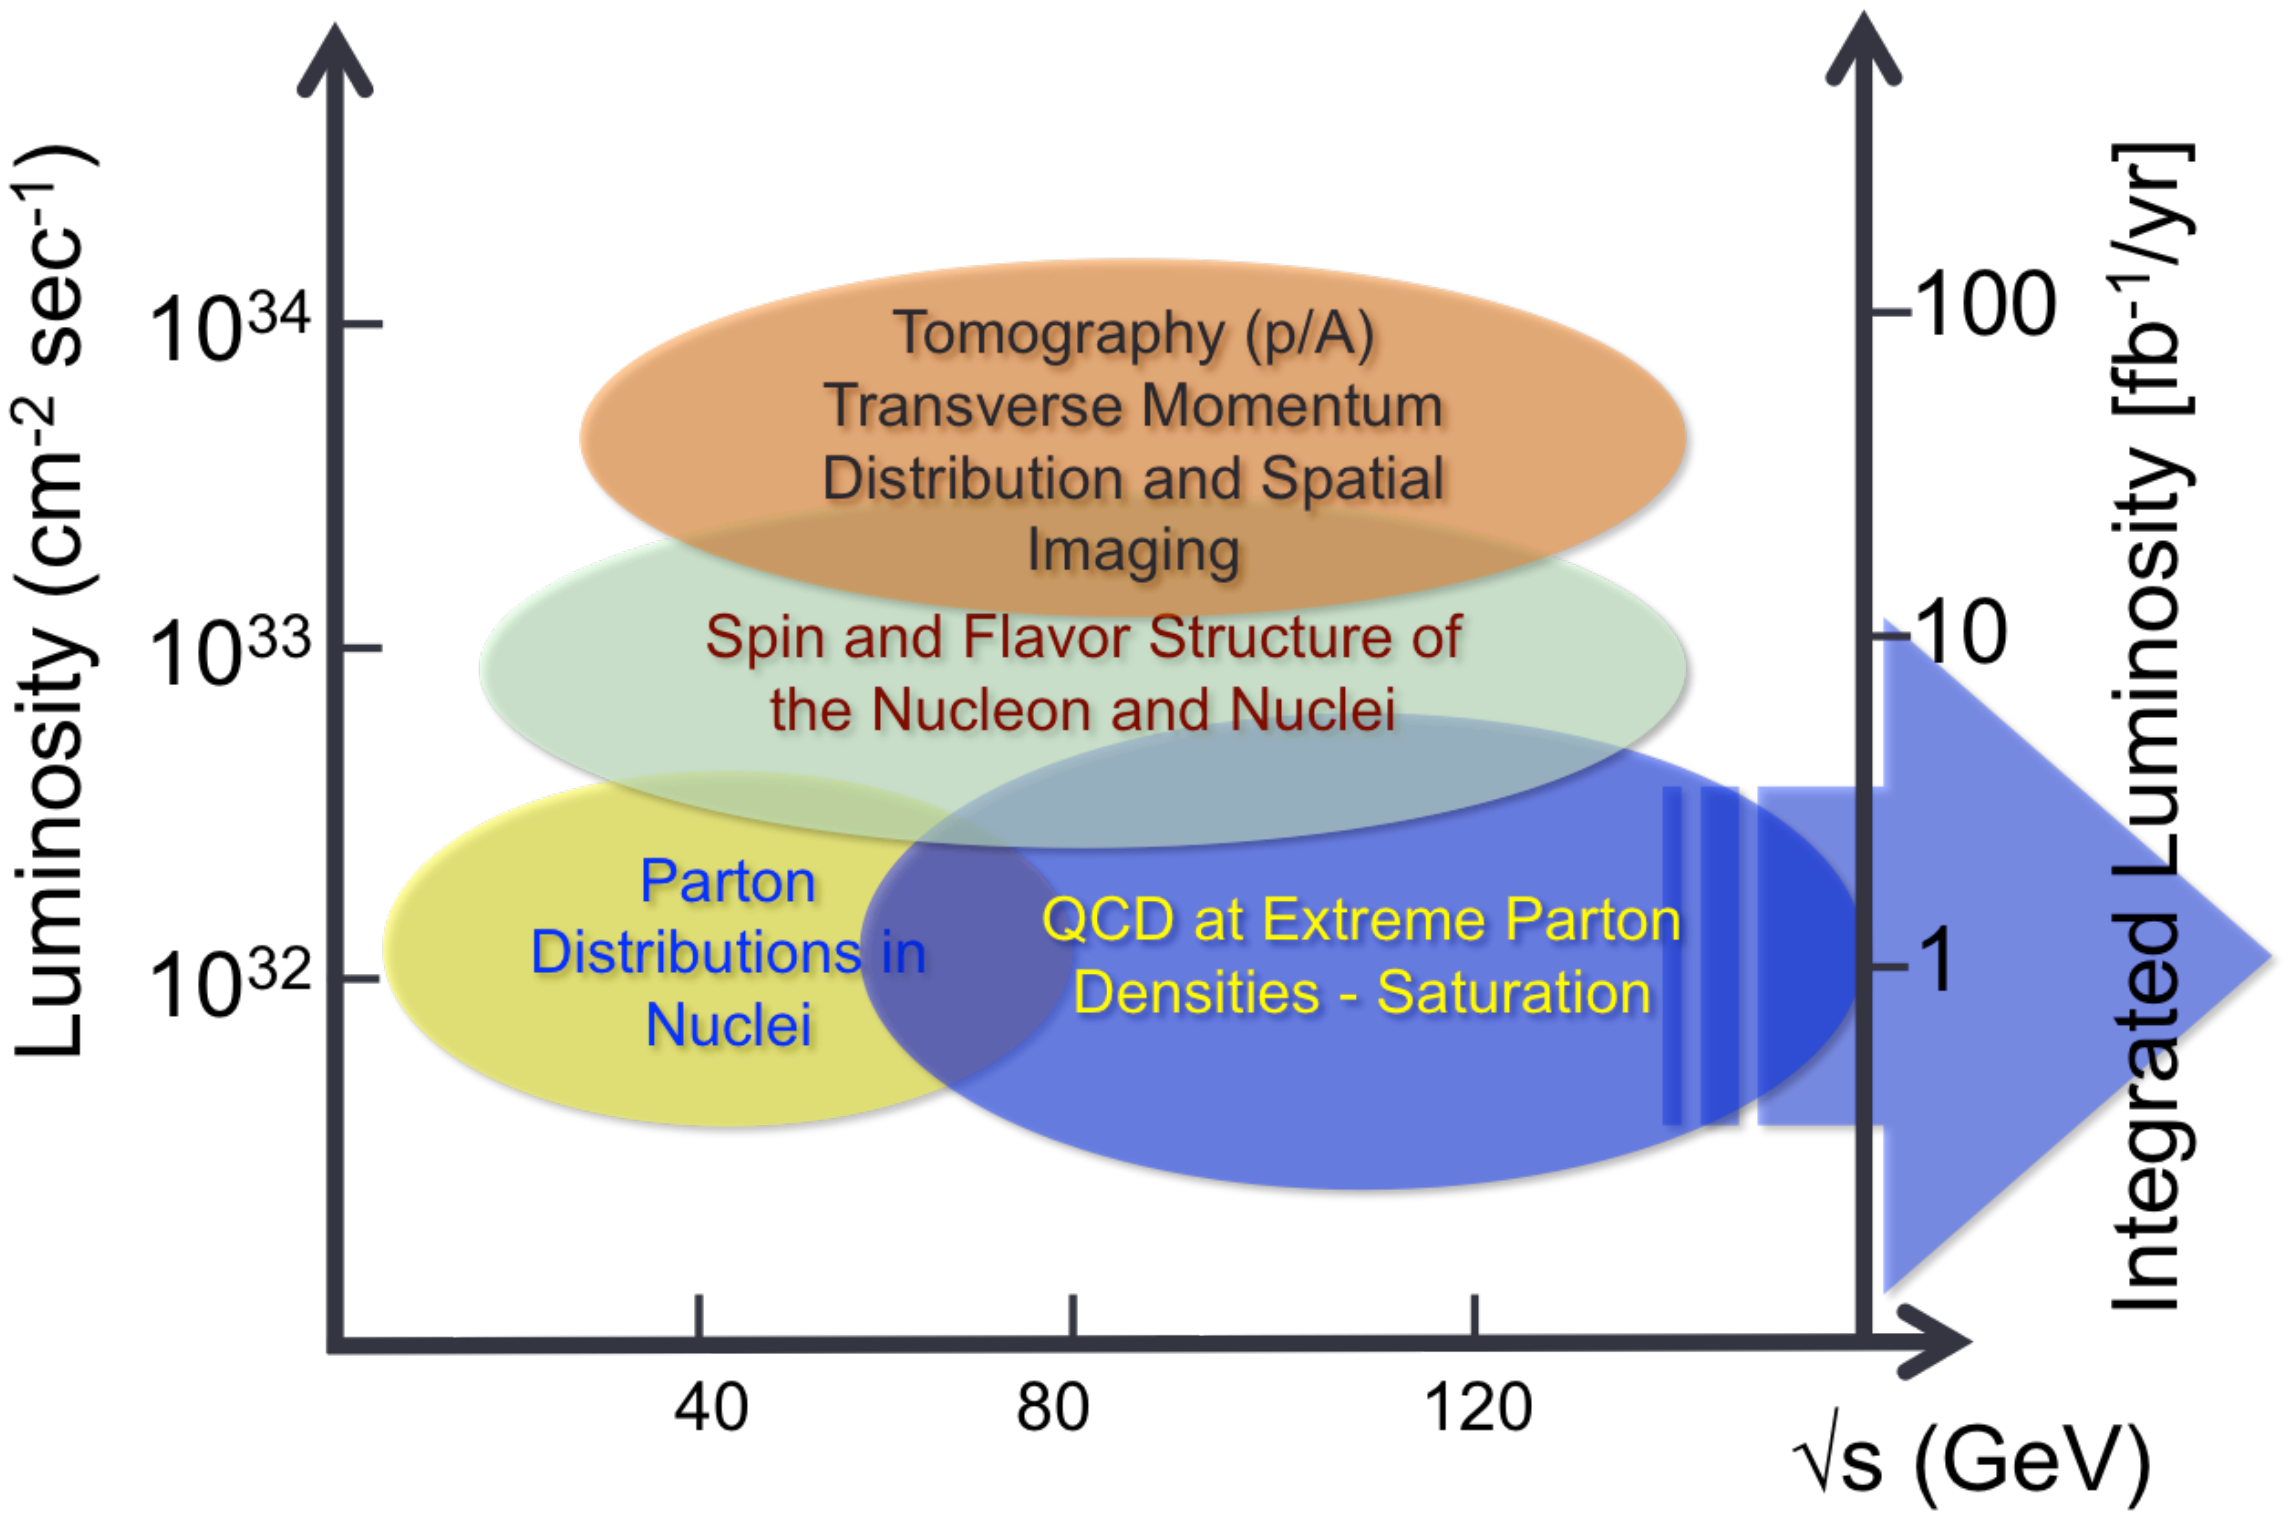 Luminosity (cm⁻² sec⁻¹)
10³⁴
10³³
10³²
Tomography (p/A)
Transverse Momentum
Distribution and Spatial
Imaging
Spin and Flavor Structure of
the Nucleon and Nuclei
Parton
Distributions in
Nuclei
QCD at Extreme Parton
Densities - Saturation
100
10
1
Integrated Luminosity [fb⁻¹/yr]
40
80
120
√s (GeV)